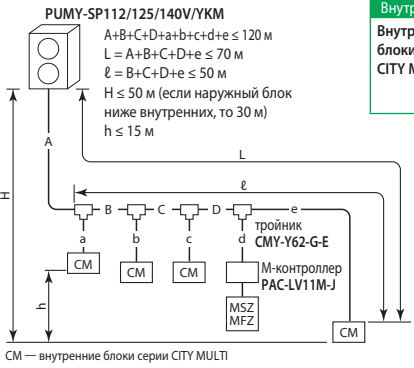 PUMY-SP112/125/140V/YKM
A+B+C+D+a+b+c+d+e ≤ 120 м
L = A+B+C+D+e ≤ 70 м
ℓ = B+C+D+e ≤ 50 м
H ≤ 50 м (если наружный блок
ниже внутренних, то 30 м)
h ≤ 15 м
Внутр
Внутр
блоки
CITY M
A
L
H
ℓ
B
C
D
e
тройник
CMY-Y62-G-E
a
b
c
d
CM
CM
CM
М-контроллер
PAC-LV11M-J
h
MSZ
MFZ
CM
CM — внутренние блоки серии CITY MULTI